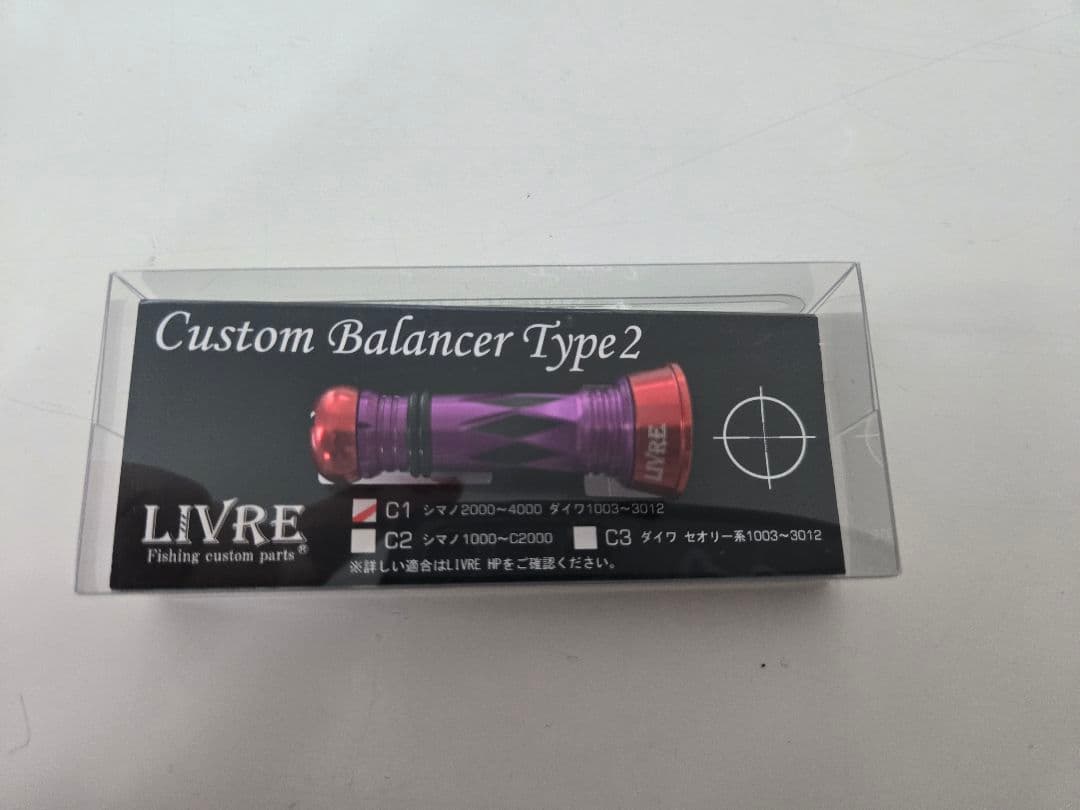 Custom Balancer Type2
LIVRE
LIVRE
Fishing custom parts®
C1 シマノ2000～4000 ダイワ1003～3012
C2 シマノ1000～C2000
C3 ダイワ セオリー系1003～3012
※詳しい適合はLIVRE HPをご確認ください。